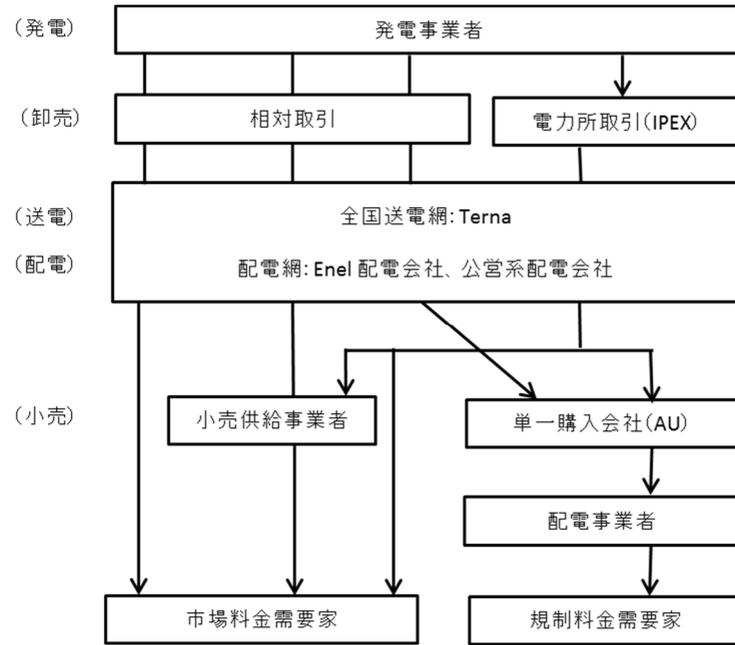 (発電)
発電事業者
(卸売)
相対取引
電力所取引(IPEX)
(送電)
全国送電網: Terna
(配電)
配電網: Enel 配電会社、公営系配電会社
(小売)
小売供給事業者
単一購入会社(AU)
配電事業者
市場料金需要家
規制料金需要家